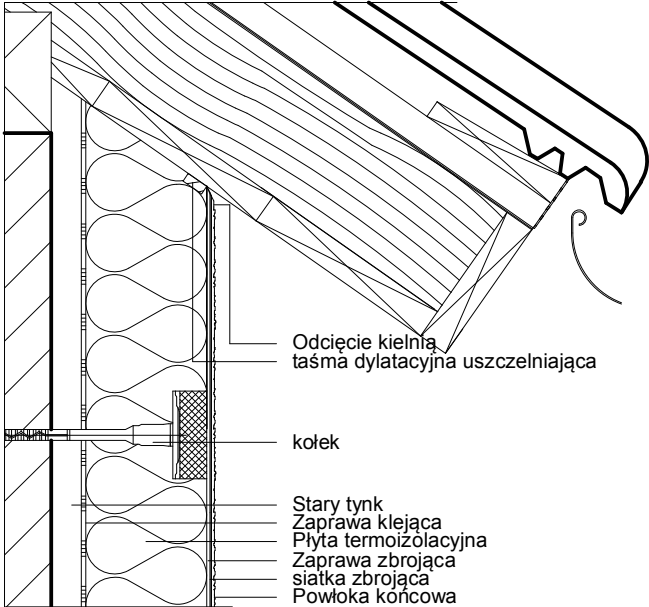 Odcięcie kielnią
taśma dylatacyjna uszczelniająca
kołek
Stary tynk
Zaprawa klejąca
Płyta termoizolacyjna
Zaprawa zbrojąca
siatka zbrojąca
Powłoka końcowa